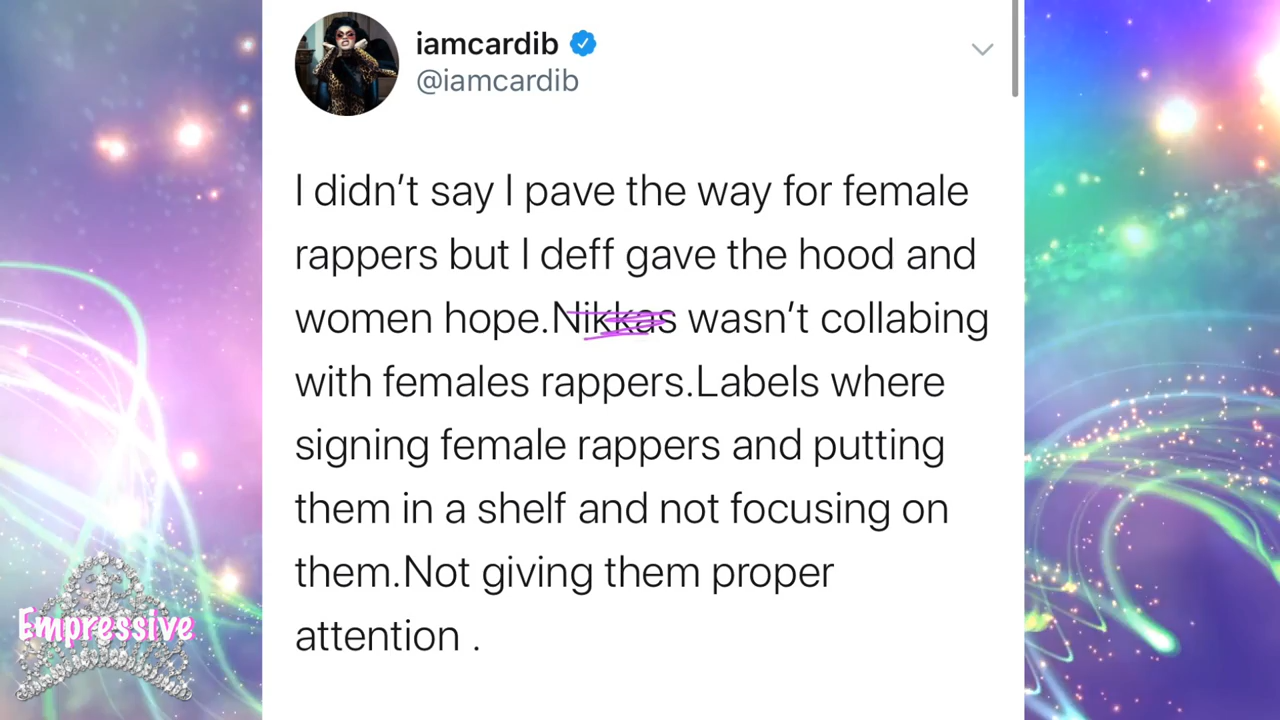 iamcardib
@iamcardib
I didn’t say I pave the way for female
rappers but I deff gave the hood and
women hope.Nikkas wasn’t collabing
with females rappers.Labels where
signing female rappers and putting
them in a shelf and not focusing on
them.Not giving them proper
attention .
Empressive